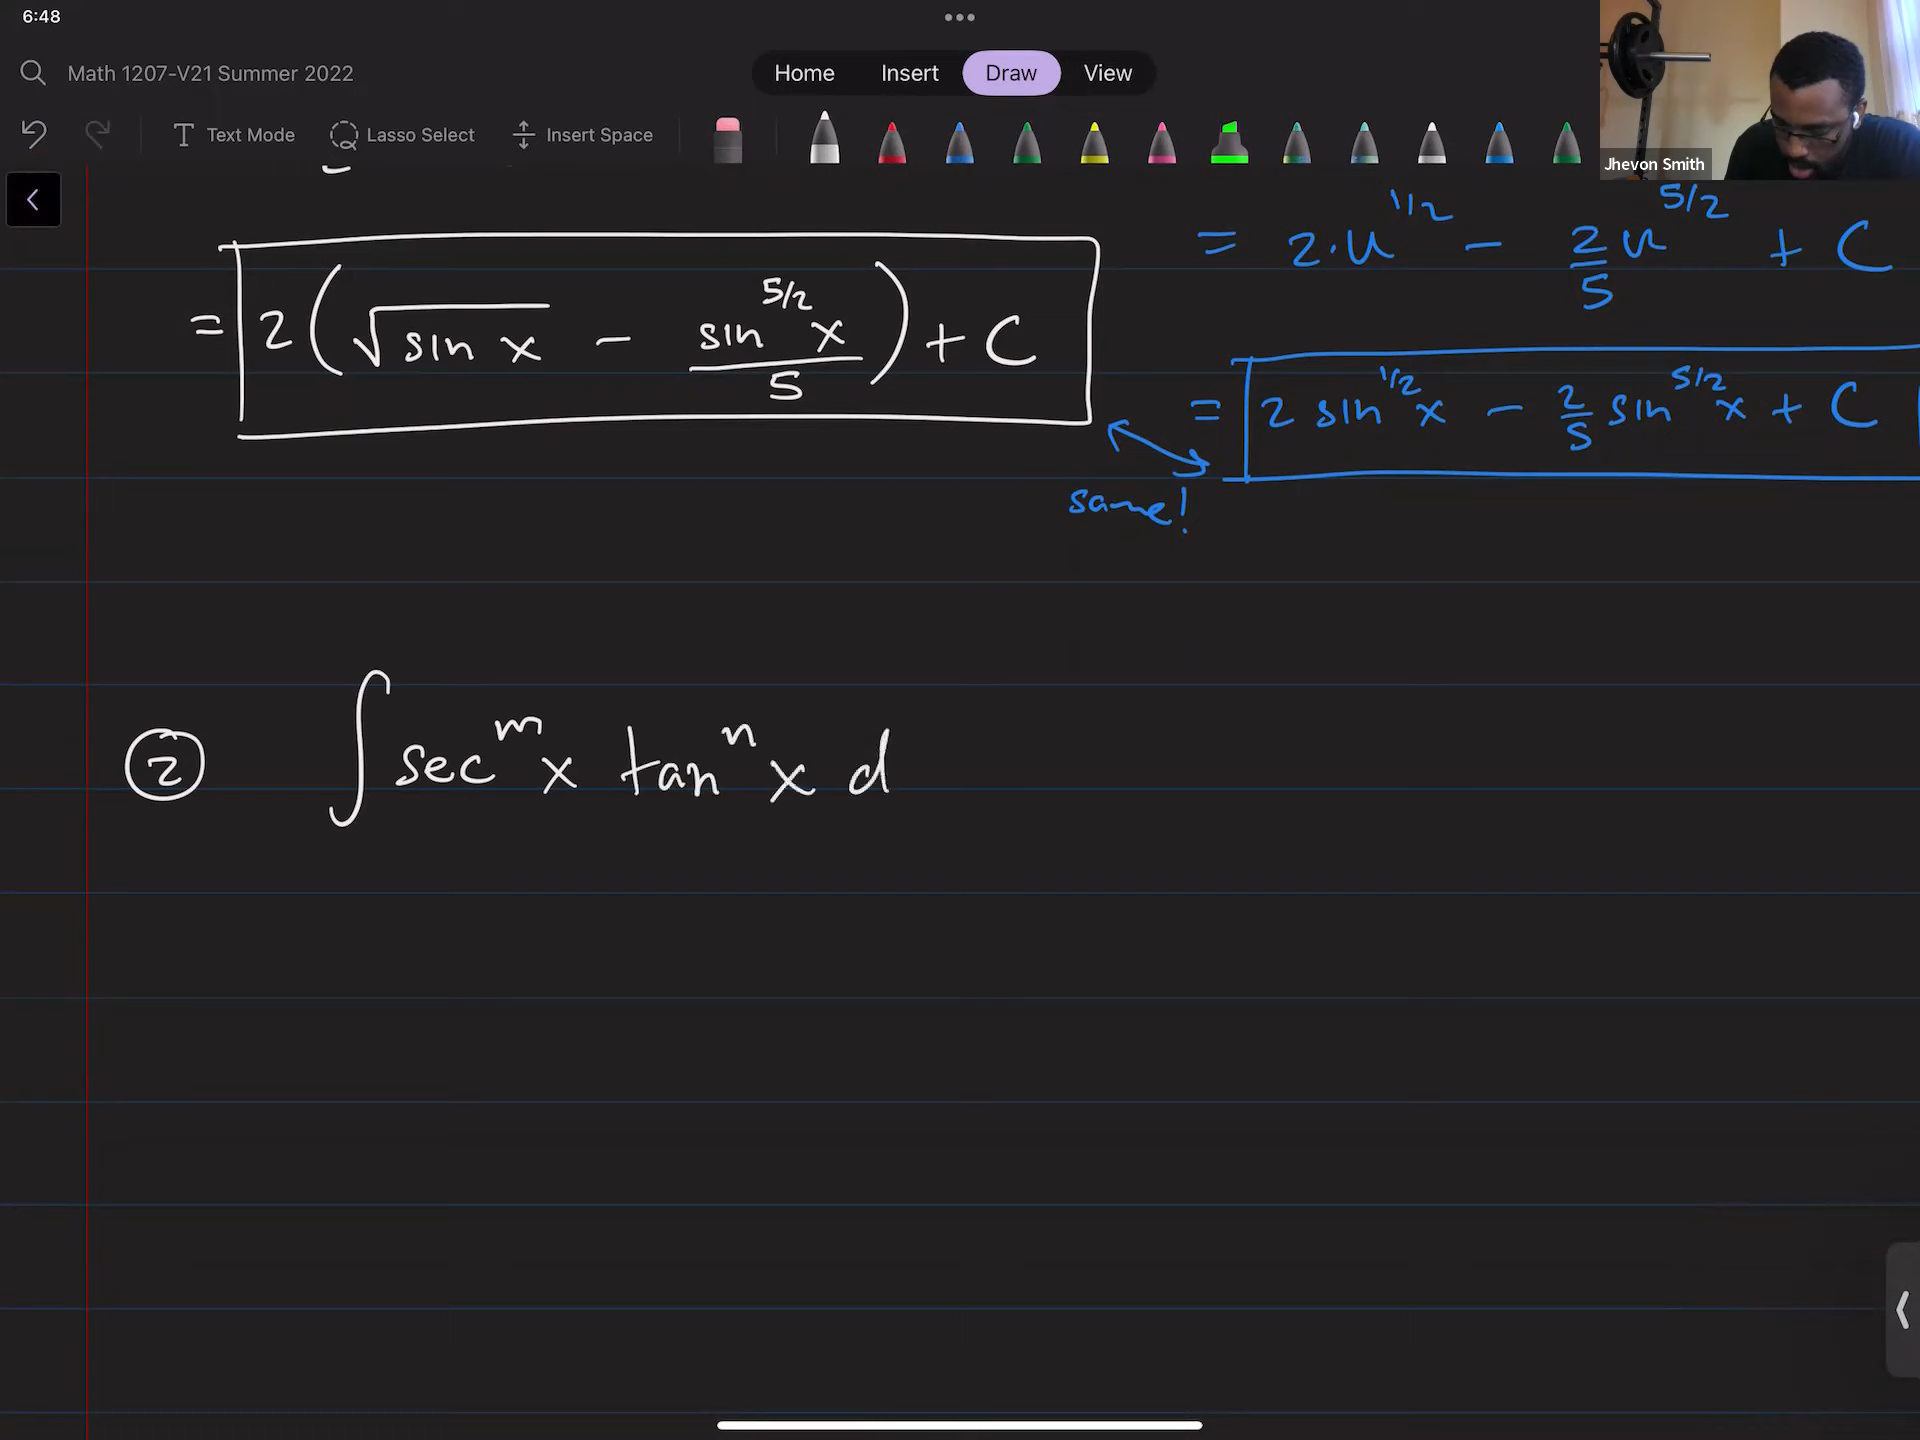 6:48
Math 1207-V21 Summer 2022
Home Insert Draw View
Text Mode Lasso Select Insert Space
Jhevon Smith
= 2(√sin x - sin^{5/2} x / 5) + C
= 2·u^{1/2} - 2/5 u^{5/2} + C
= 2 sin^{1/2} x - 2/5 sin^{5/2} x + C
same!
② ∫ sec^m x tan^n x d